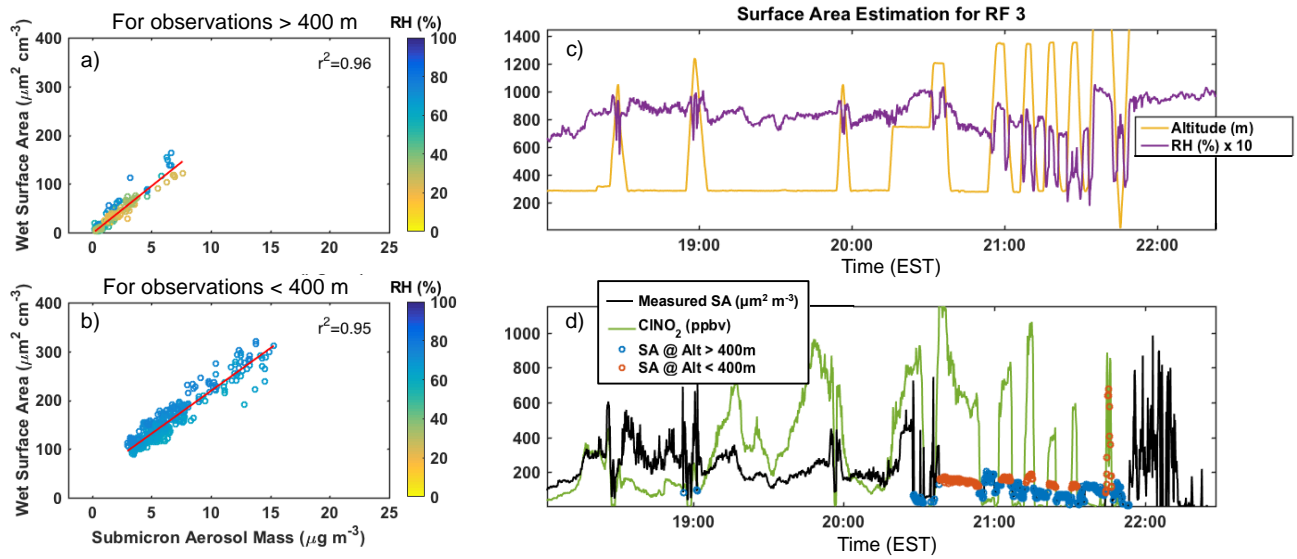 For observations > 400 m
RH (%)
a)
r²=0.96
Wet Surface Area (μm² cm⁻³)
400
300
200
100
0
0 5 10 15 20 25
100
80
60
40
20
0
For observations < 400 m
RH (%)
b)
r²=0.95
Wet Surface Area (μm² cm⁻³)
400
300
200
100
0
0 5 10 15 20 25
Submicron Aerosol Mass (μg m⁻³)
100
80
60
40
20
0
Surface Area Estimation for RF 3
c)
1400
1200
1000
800
600
400
200
Altitude (m)
RH (%) x 10
19:00 20:00 21:00 22:00
Time (EST)
d)
1000
800
600
400
200
Measured SA (μm² m⁻³)
ClNO₂ (ppbv)
SA @ Alt > 400m
SA @ Alt < 400m
19:00 20:00 21:00 22:00
Time (EST)